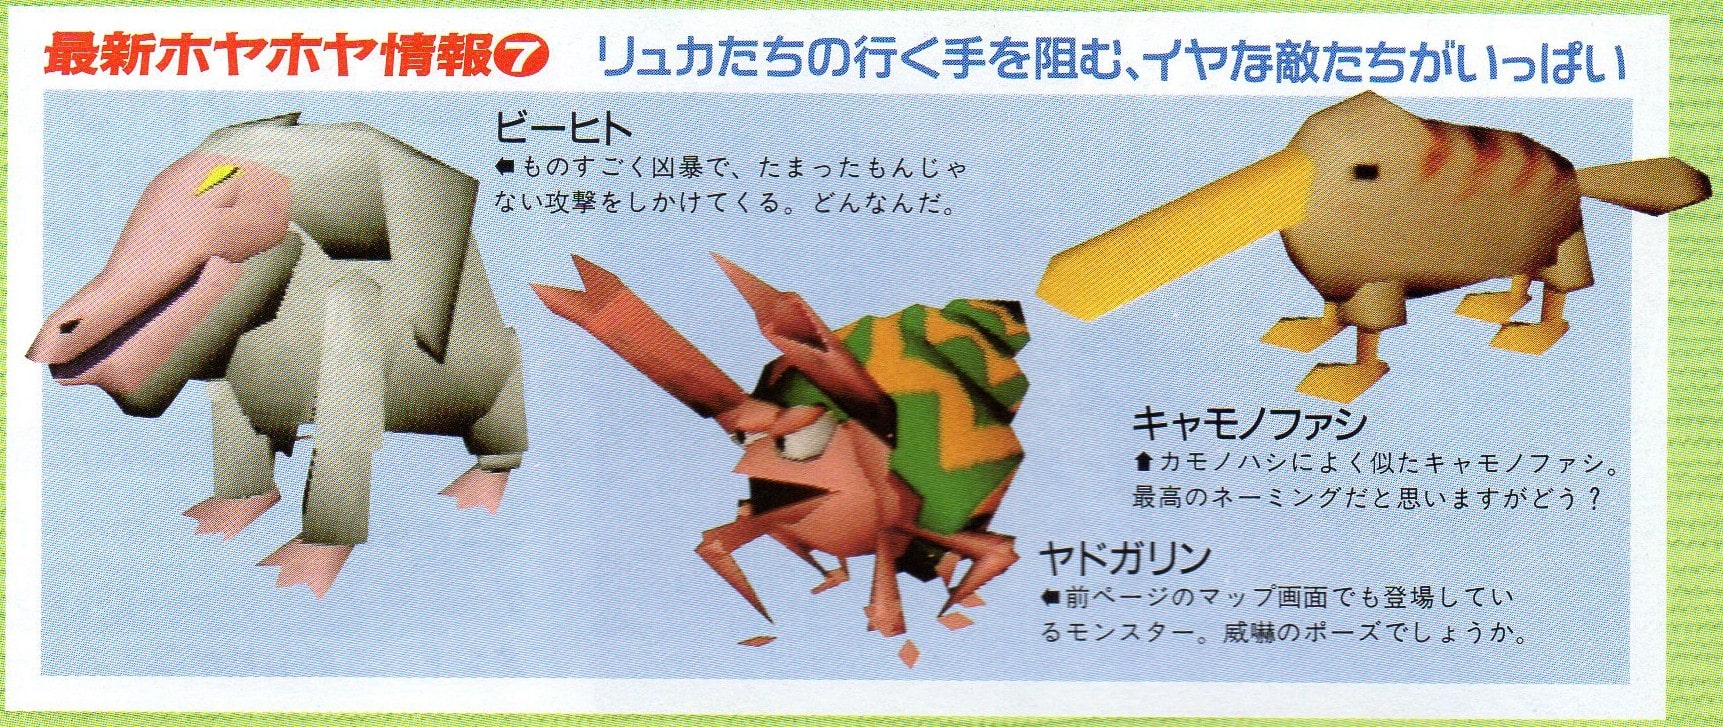 最新ホヤホヤ情報❼ リュカたちの行く手を阻む、イヤな敵たちがいっぱい
ビーヒト
⬅ものすごく凶暴で、たまったもんじゃ
ない攻撃をしかけてくる。どんなんだ。
キャモノファシ
⬆カモノハシによく似たキャモノファシ。
最高のネーミングだと思いますがどう？
ヤドガリン
⬅前ページのマップ画面でも登場してい
るモンスター。威嚇のポーズでしょうか。